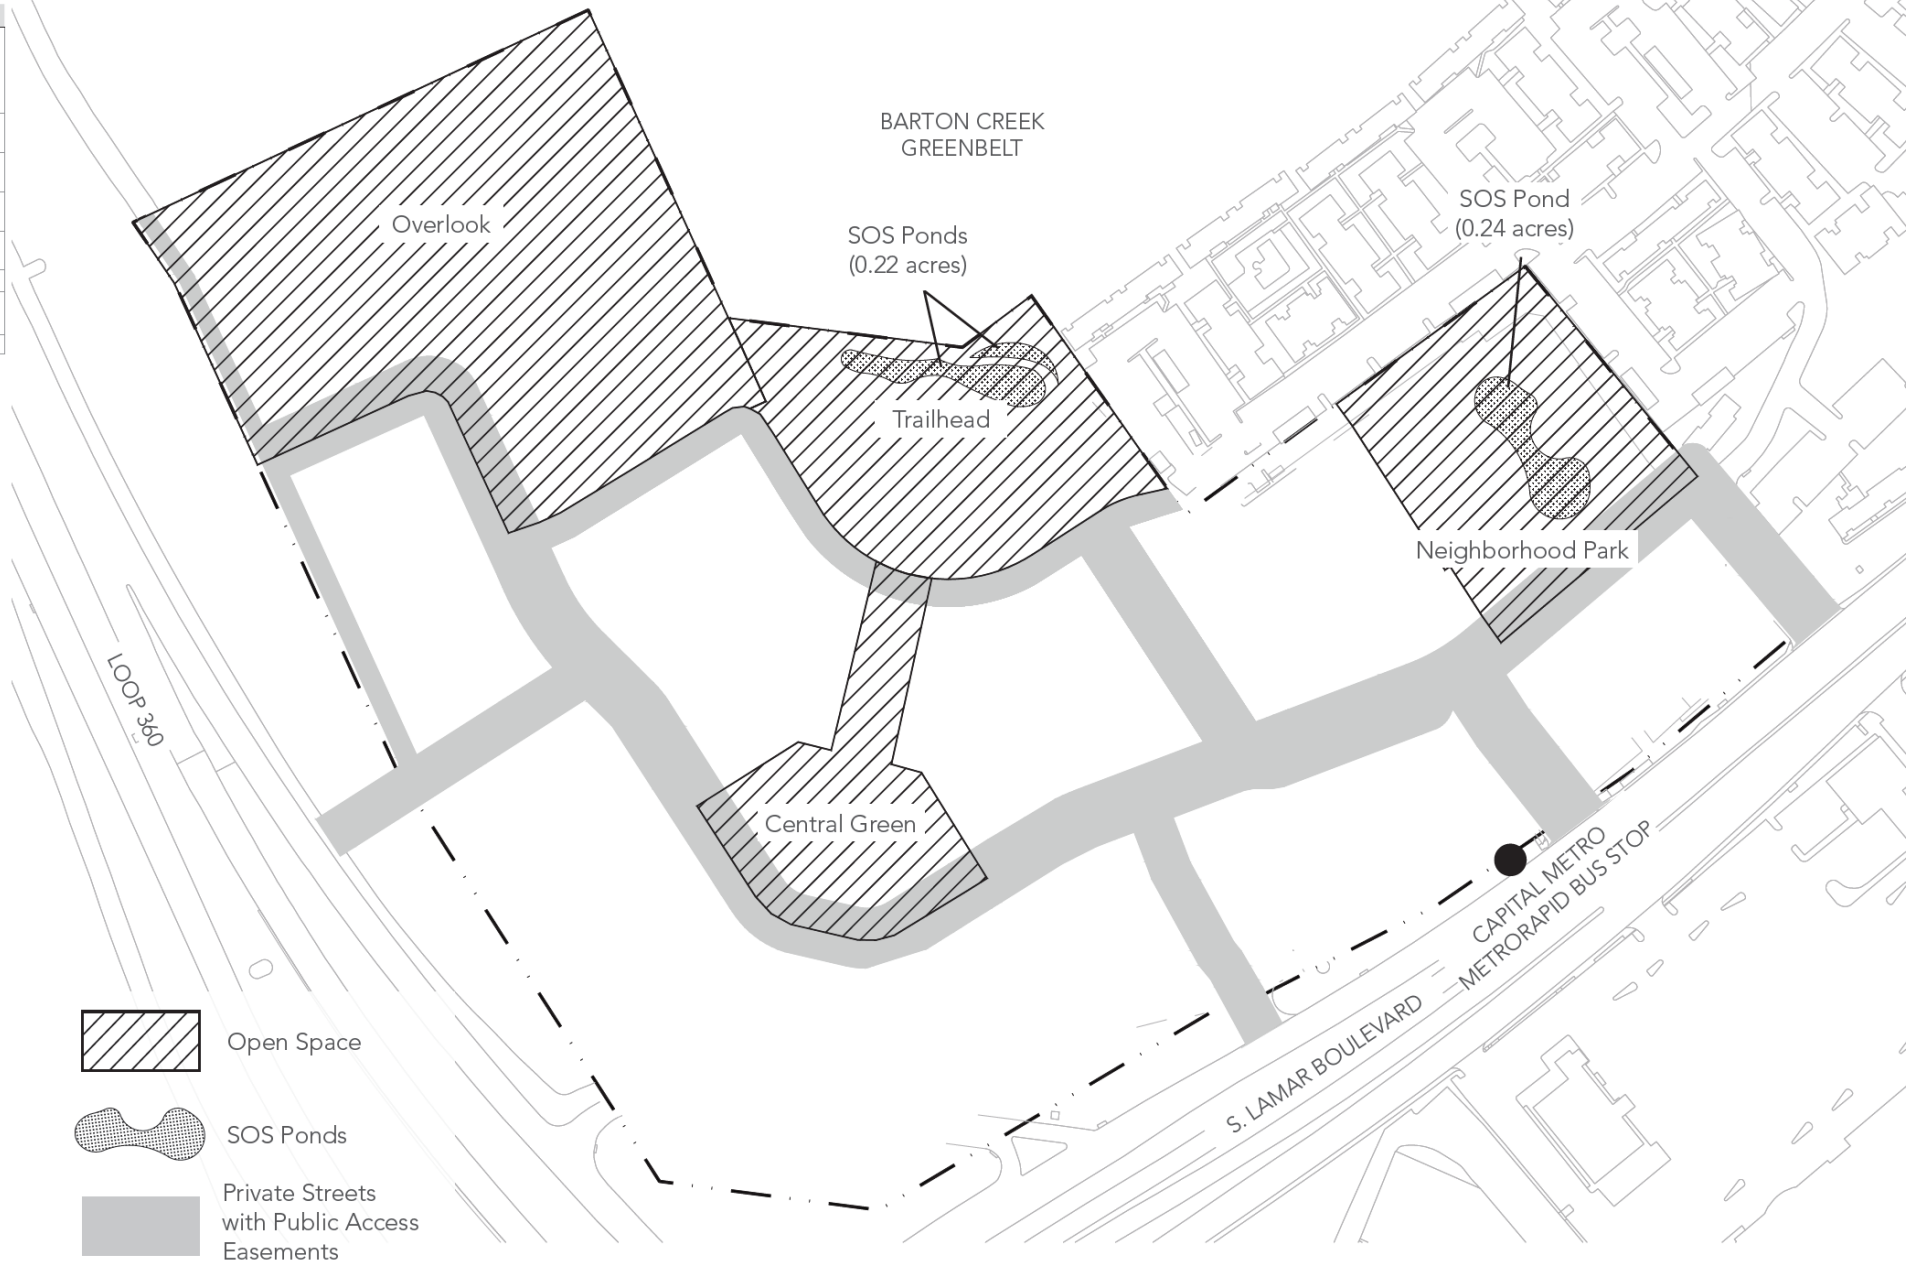 BARTON CREEK
GREENBELT
SOS Pond
(0.24 acres)
Overlook
SOS Ponds
(0.22 acres)
Trailhead
Neighborhood Park
LOOP 360
Central Green
CAPITAL METRO
METRORAPID BUS STOP
S. LAMAR BOULEVARD
Open Space
SOS Ponds
Private Streets
with Public Access
Easements